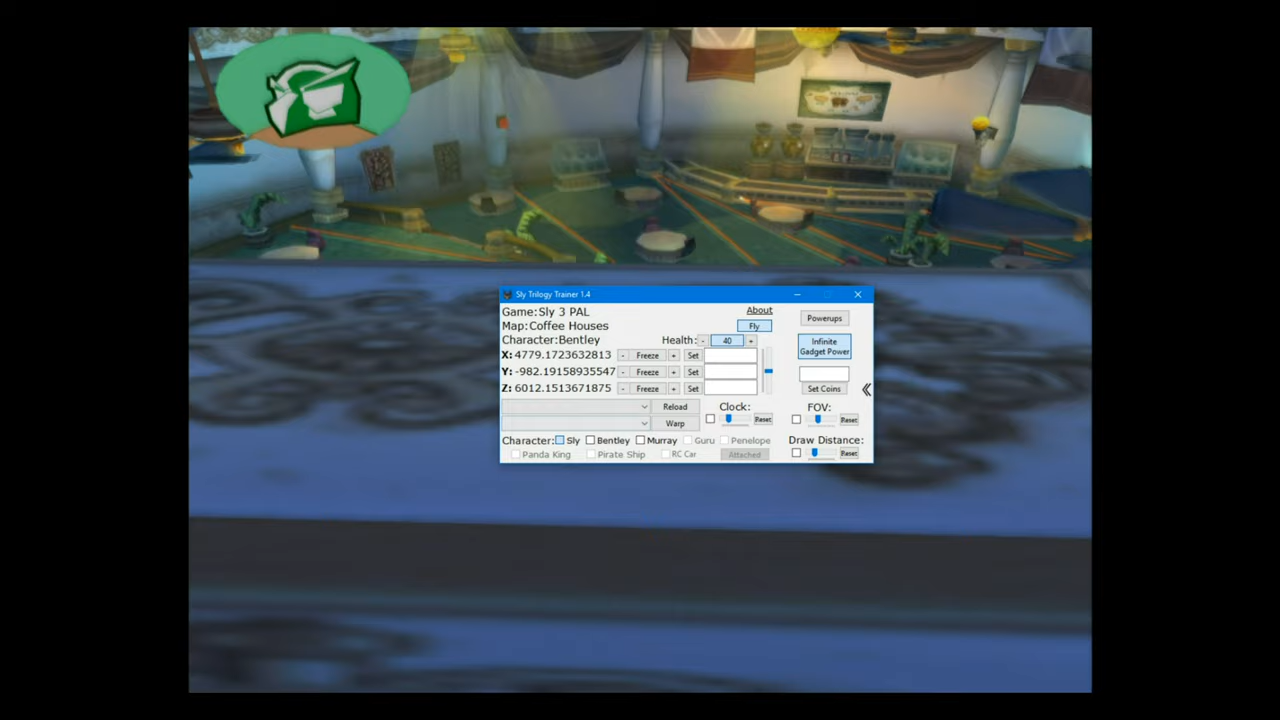 Sly Trilogy Trainer 1.4
Game:Sly 3 PAL
About
Powerups
Map:Coffee Houses
Fly
Character:Bentley
Health:
-
40
+
Infinite
Gadget Power
X: 4779.1723632813
-
Freeze
+
Set
Y: -982.19158935547
-
Freeze
+
Set
Z: 6012.1513671875
-
Freeze
+
Set
Set Coins
Reload
Clock:
FOV:
Warp
Reset
Reset
Character:
Sly
Bentley
Murray
Guru
Penelope
Draw Distance:
Panda King
Pirate Ship
RC Car
Attached
Reset